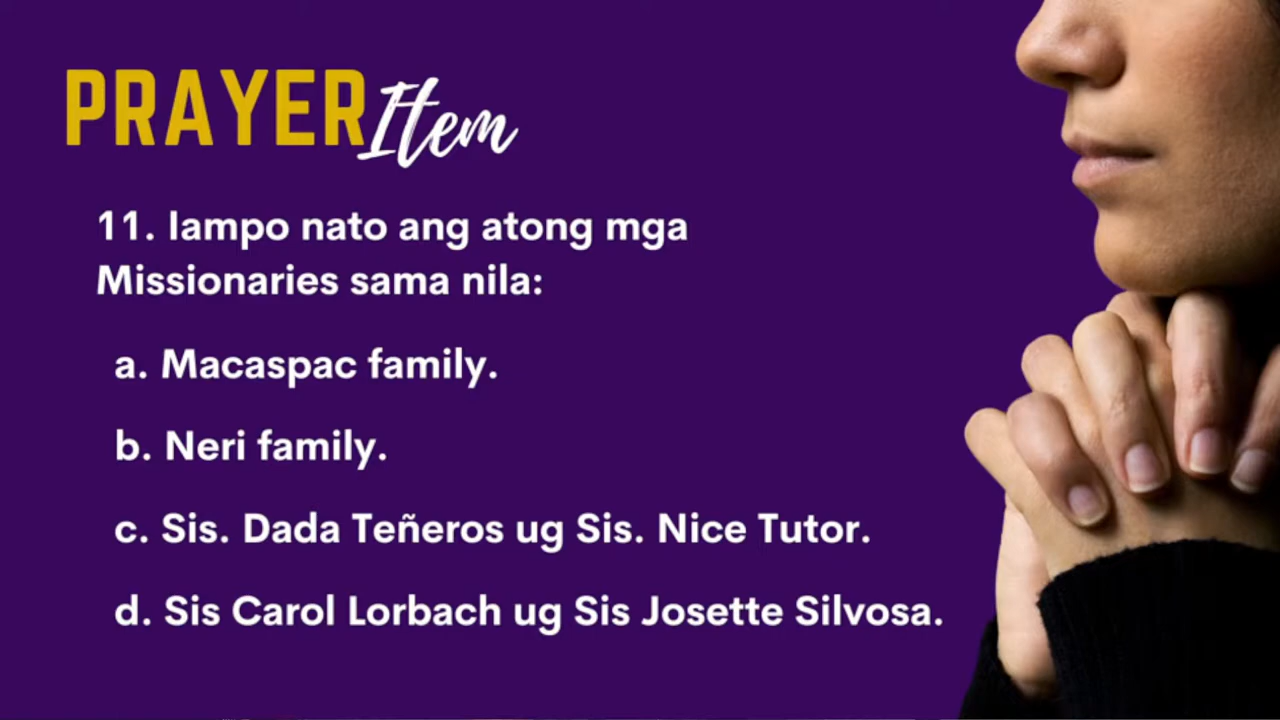 PRAYER Item
11. Iampo nato ang atong mga
Missionaries sama nila:
a. Macaspac family.
b. Neri family.
c. Sis. Dada Teñeros ug Sis. Nice Tutor.
d. Sis Carol Lorbach ug Sis Josette Silvosa.